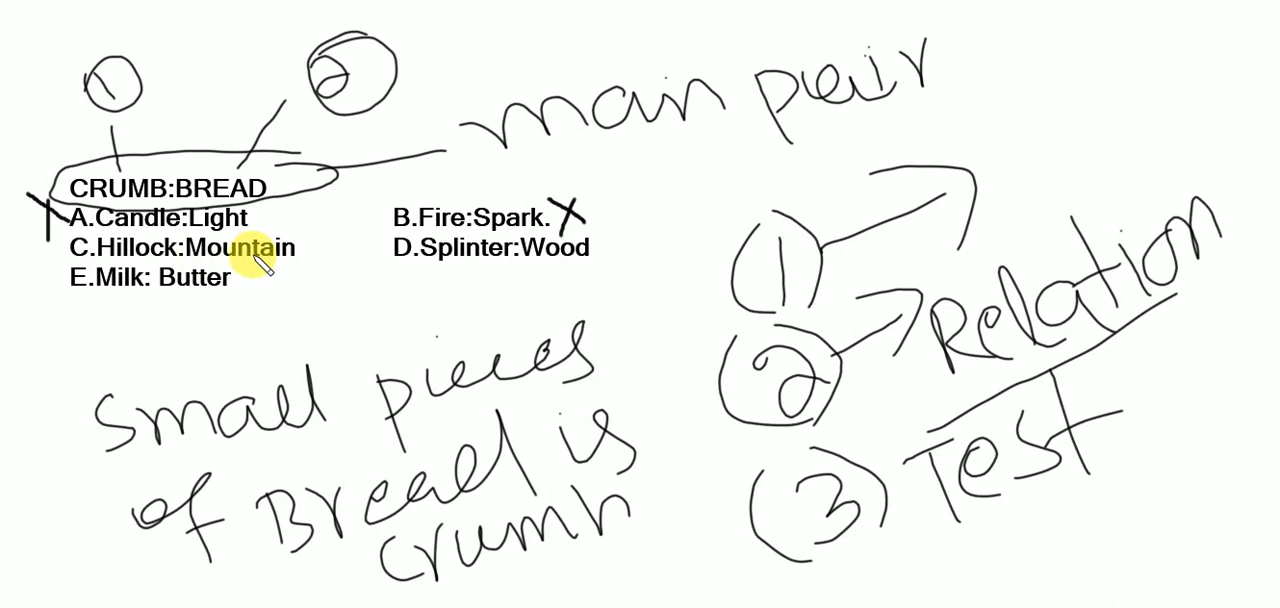 1
2
main pair
CRUMB:BREAD
A.Candle:Light B.Fire:Spark. X
C.Hillock:Mountain D.Splinter:Wood
E.Milk: Butter
1
2
Relation
(3) Test
Small pieces
of Bread is
crumb